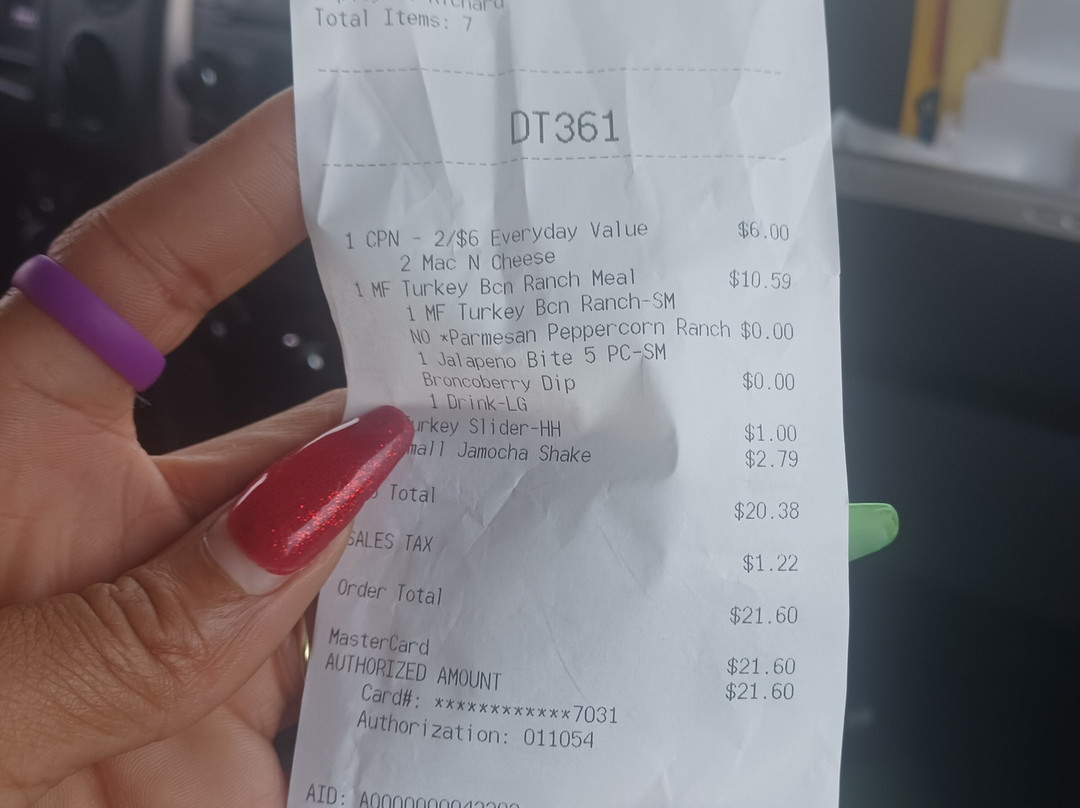 Total Items: 7
DT361
1 CPN - 2/$6 Everyday Value $6.00
2 Mac N Cheese
1 MF Turkey Bcn Ranch Meal $10.59
1 MF Turkey Bcn Ranch-SM
NO *Parmesan Peppercorn Ranch $0.00
1 Jalapeno Bite 5 PC-SM
Broncoberry Dip $0.00
1 Drink-LG
urkey Slider-HH $1.00
mall Jamocha Shake $2.79
Total $20.38
SALES TAX $1.22
Order Total $21.60
MasterCard $21.60
AUTHORIZED AMOUNT $21.60
Card#: ************7031
Authorization: 011054
AID: